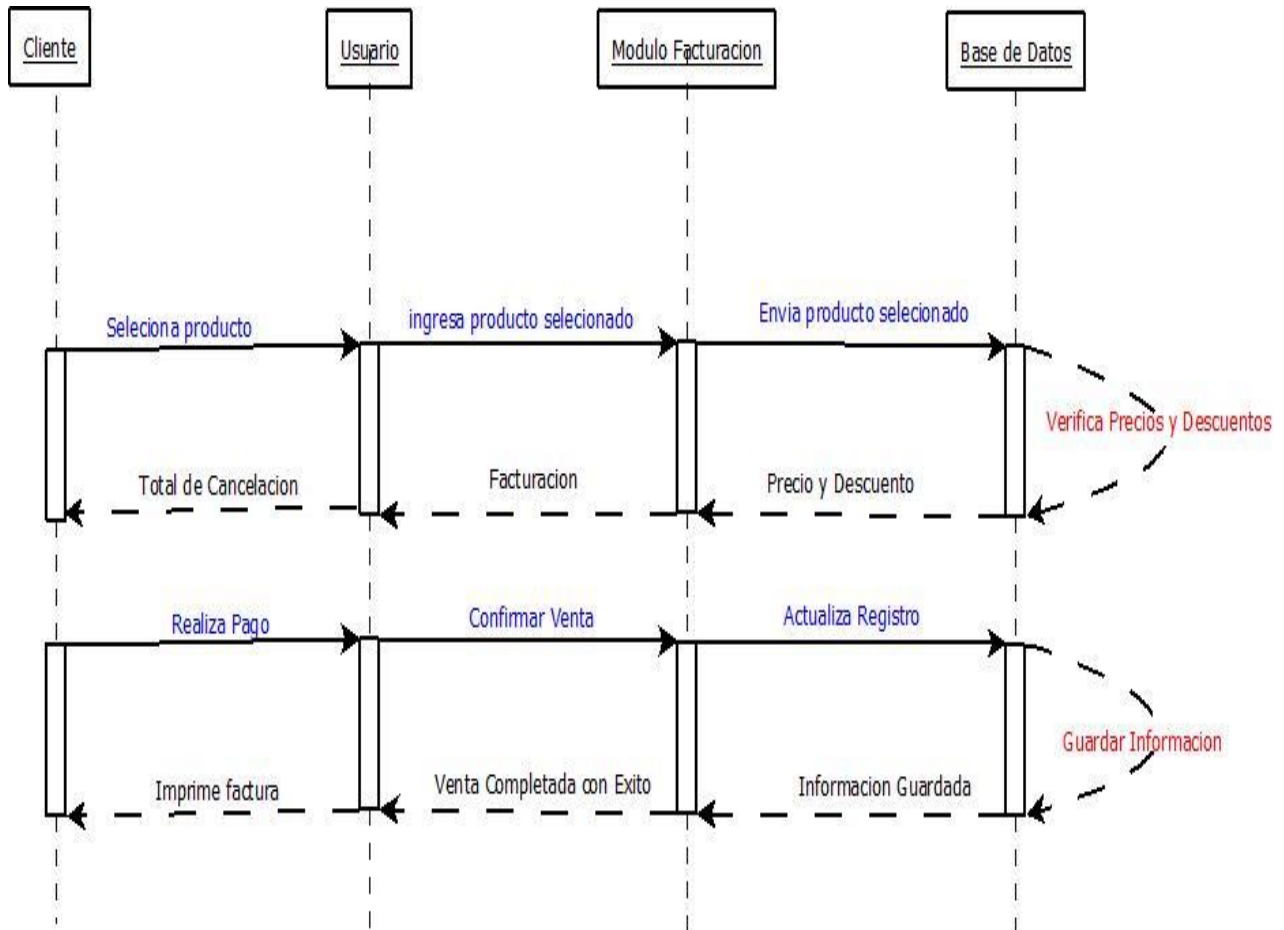 Cliente
Usuario
Modulo Facturacion
Base de Datos
Seleciona producto
ingresa producto selecionado
Envia producto selecionado
Verifica Precios y Descuentos
Total de Cancelacion
Facturacion
Precio y Descuento
Realiza Pago
Confirmar Venta
Actualiza Registro
Guardar Informacion
Imprime factura
Venta Completada con Exito
Informacion Guardada